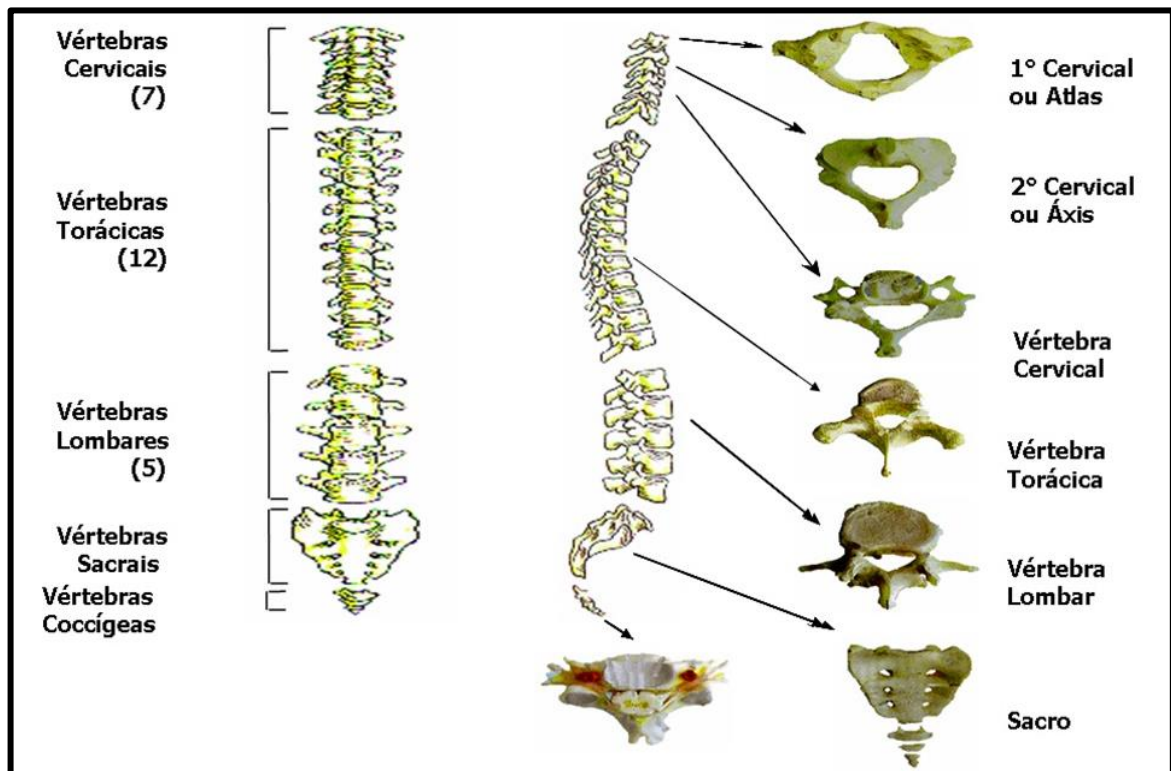 Vértebras
Cervicais
(7)
Vértebras
Torácicas
(12)
Vértebras
Lombares
(5)
Vértebras
Sacrais
Vértebras
Coccígeas
1° Cervical
ou Atlas
2° Cervical
ou Áxis
Vértebra
Cervical
Vértebra
Torácica
Vértebra
Lombar
Sacro